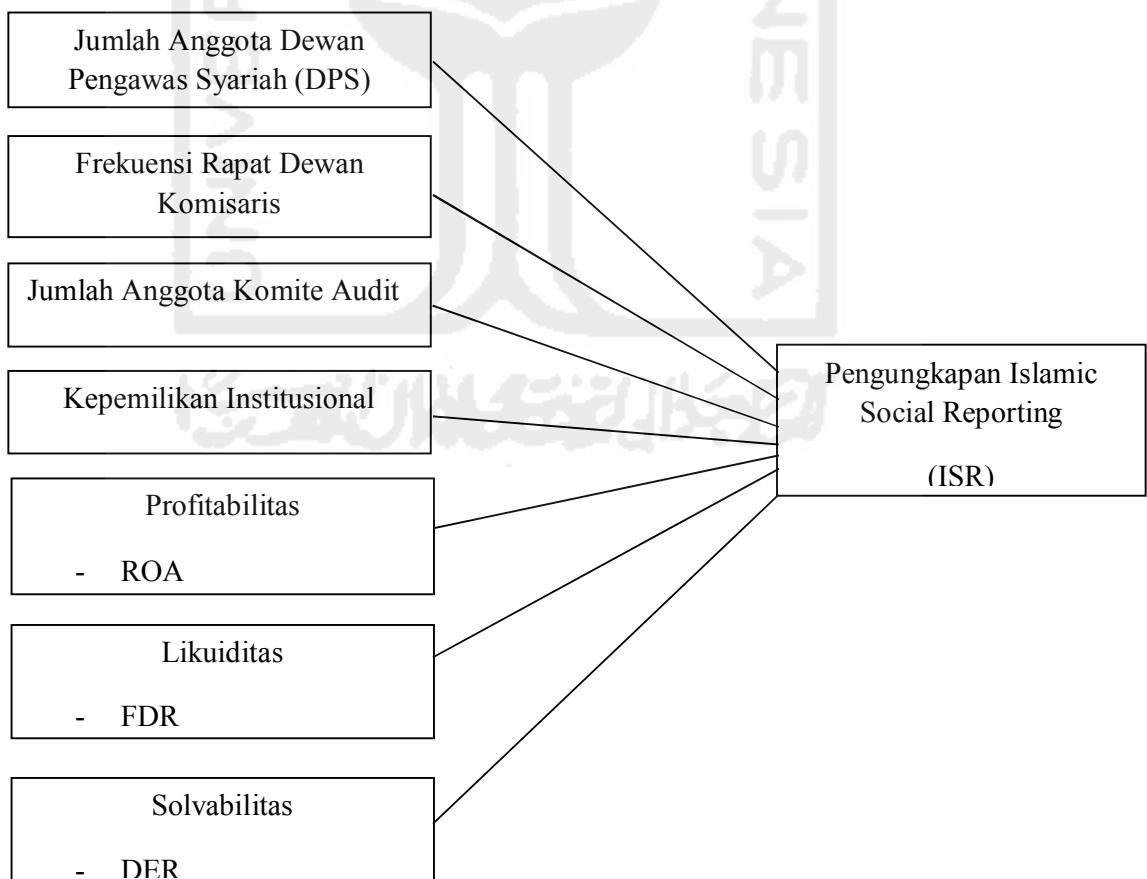 Jumlah Anggota Dewan
Pengawas Syariah (DPS)
Frekuensi Rapat Dewan
Komisaris
Jumlah Anggota Komite Audit
Kepemilikan Institusional
Profitabilitas
- ROA
Likuiditas
- FDR
Solvabilitas
- DER
Pengungkapan Islamic
Social Reporting
(ISR)
NESIA